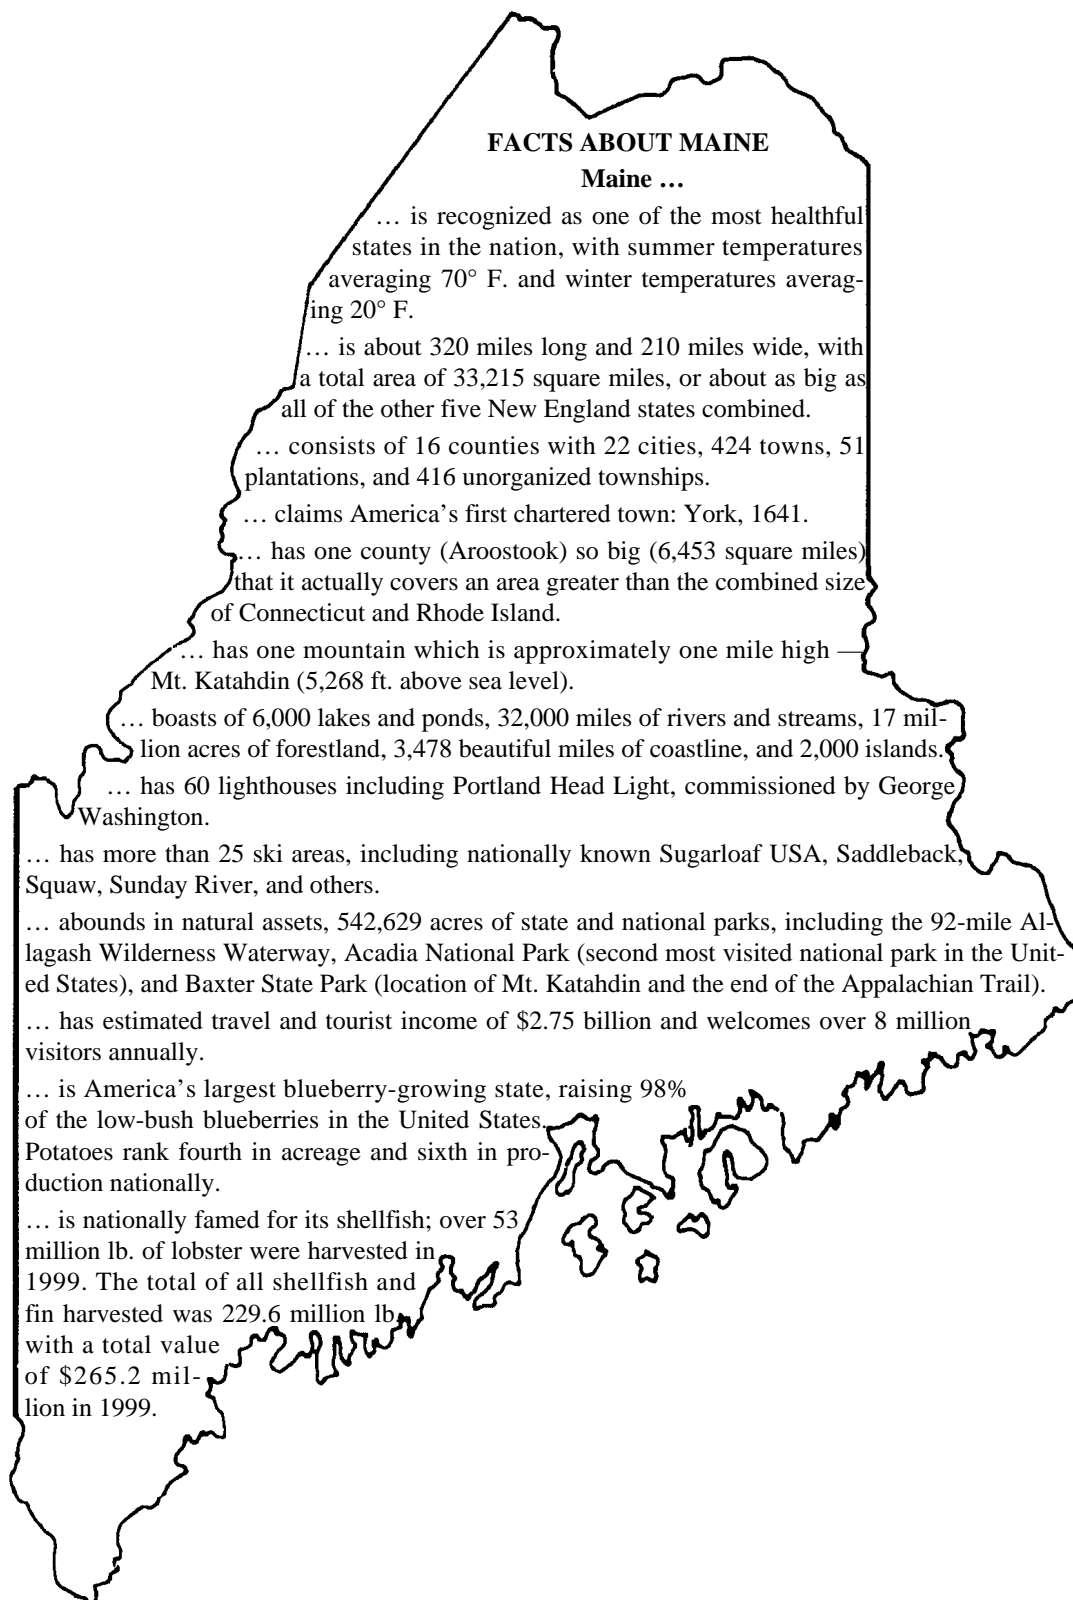 FACTS ABOUT MAINE
Maine …
… is recognized as one of the most healthful
states in the nation, with summer temperatures
averaging 70° F. and winter temperatures averag-
ing 20° F.
… is about 320 miles long and 210 miles wide, with
a total area of 33,215 square miles, or about as big as
all of the other five New England states combined.
… consists of 16 counties with 22 cities, 424 towns, 51
plantations, and 416 unorganized townships.
… claims America’s first chartered town: York, 1641.
… has one county (Aroostook) so big (6,453 square miles)
that it actually covers an area greater than the combined size
of Connecticut and Rhode Island.
… has one mountain which is approximately one mile high —
Mt. Katahdin (5,268 ft. above sea level).
… boasts of 6,000 lakes and ponds, 32,000 miles of rivers and streams, 17 mil-
lion acres of forestland, 3,478 beautiful miles of coastline, and 2,000 islands.
… has 60 lighthouses including Portland Head Light, commissioned by George
Washington.
… has more than 25 ski areas, including nationally known Sugarloaf USA, Saddleback,
Squaw, Sunday River, and others.
… abounds in natural assets, 542,629 acres of state and national parks, including the 92-mile Al-
lagash Wilderness Waterway, Acadia National Park (second most visited national park in the Unit-
ed States), and Baxter State Park (location of Mt. Katahdin and the end of the Appalachian Trail).
… has estimated travel and tourist income of $2.75 billion and welcomes over 8 million
visitors annually.
… is America’s largest blueberry-growing state, raising 98%
of the low-bush blueberries in the United States.
Potatoes rank fourth in acreage and sixth in pro-
duction nationally.
… is nationally famed for its shellfish; over 53
million lb. of lobster were harvested in
1999. The total of all shellfish and
fin harvested was 229.6 million lb.
with a total value
of $265.2 mil-
lion in 1999.